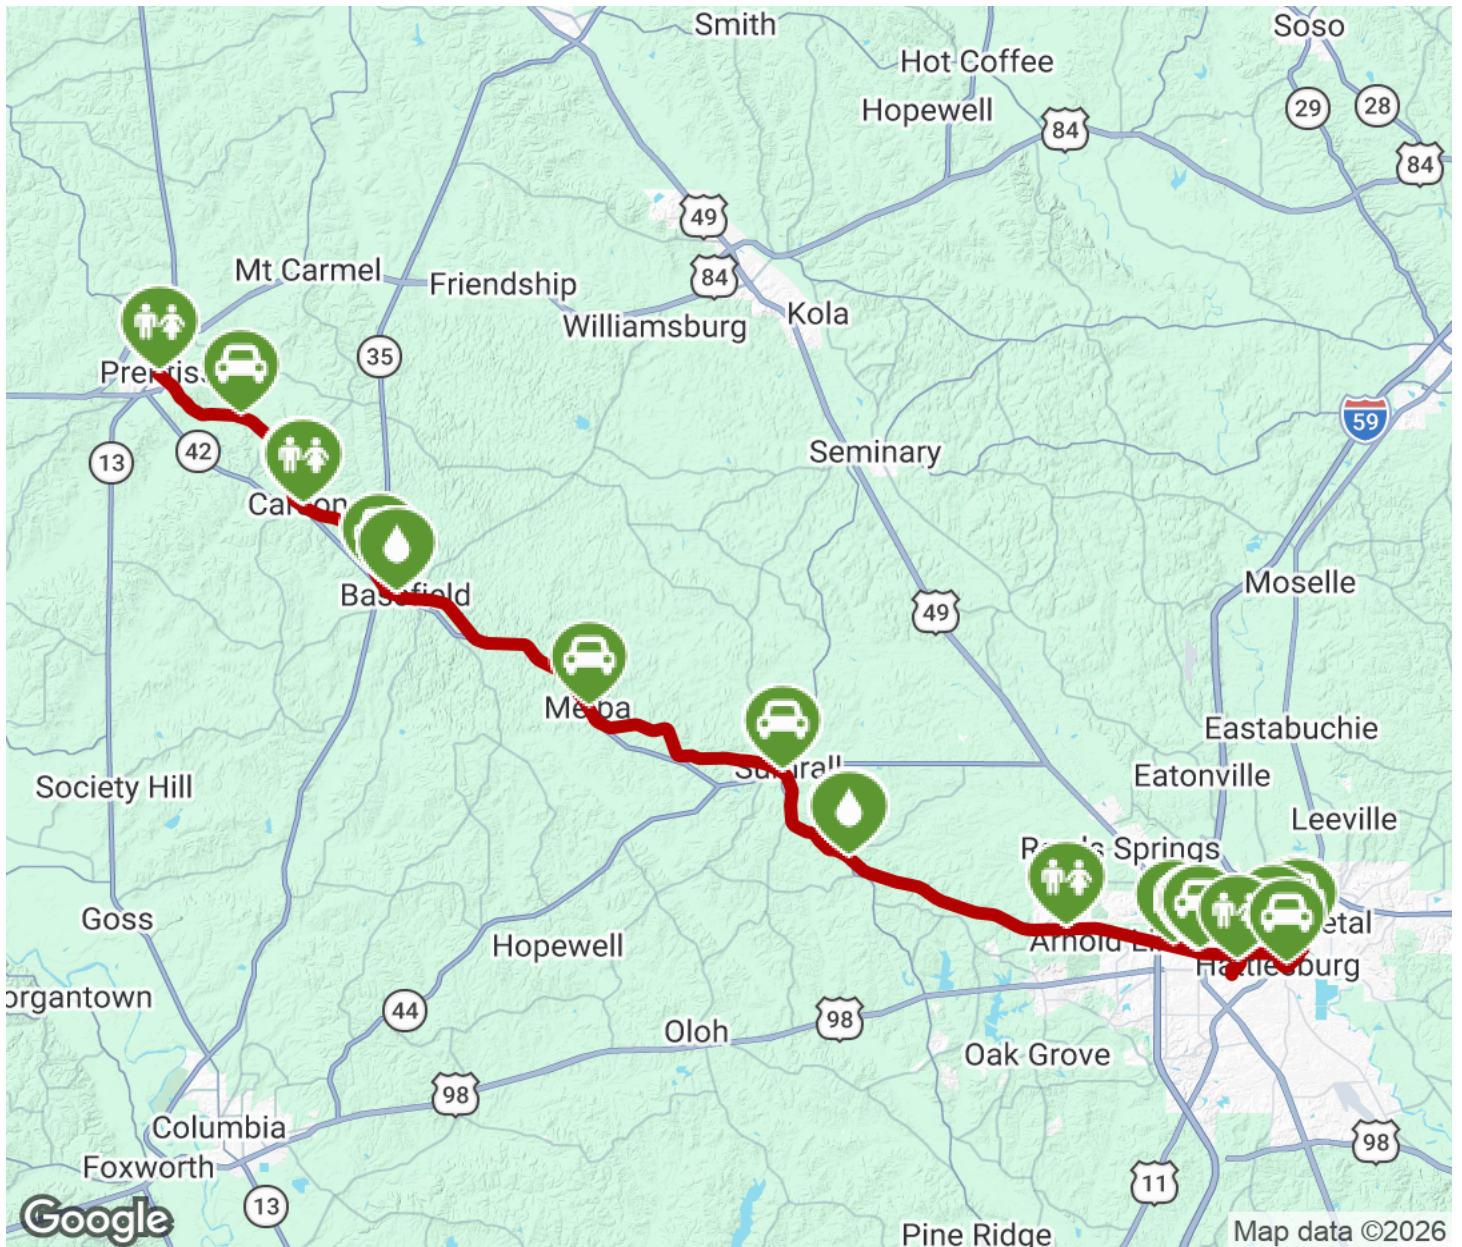 Smith
Soso
Hot Coffee
Hopewell
29
28
84
84
49
Mt Carmel
84
Friendship
Williamsburg
Kola
35
59
13
42
Seminary
49
Moselle
Society Hill
Eastabuchie
Eatonville
Leeville
Springs
Goss
Hopewell
organtown
44
98
Oloh
Oak Grove
98
Columbia
98
Foxworth
13
11
Google
Pine Ridge
Map data ©2026